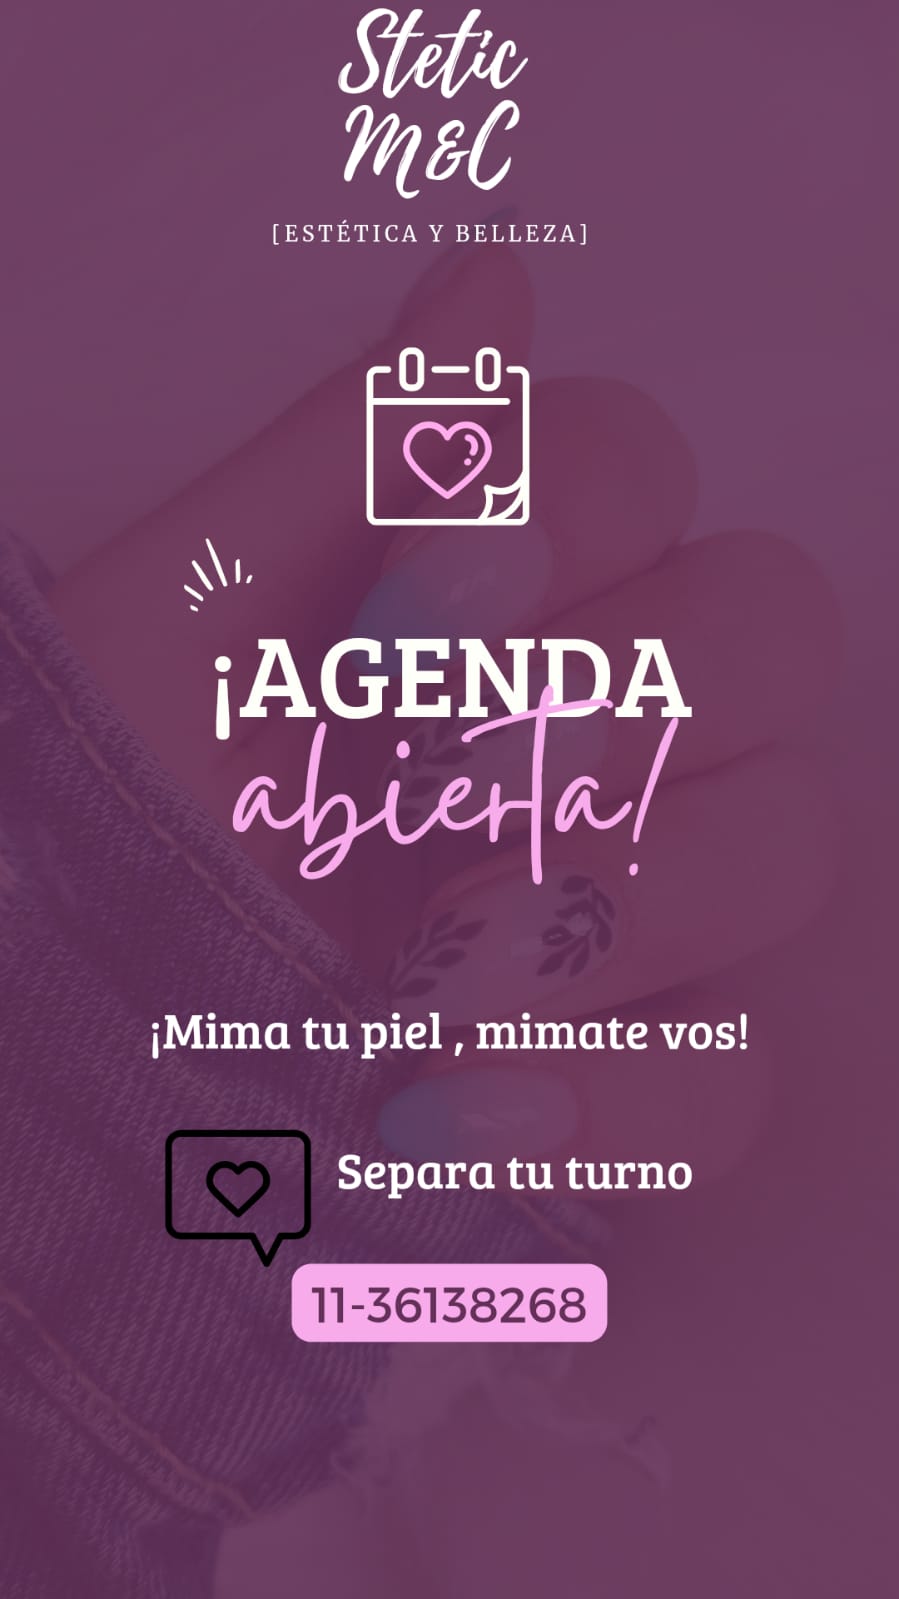 Stetic
M&C
[ESTÉTICA Y BELLEZA]
¡AGENDA
abierta!
¡Mima tu piel , mimate vos!
Separa tu turno
11-36138268